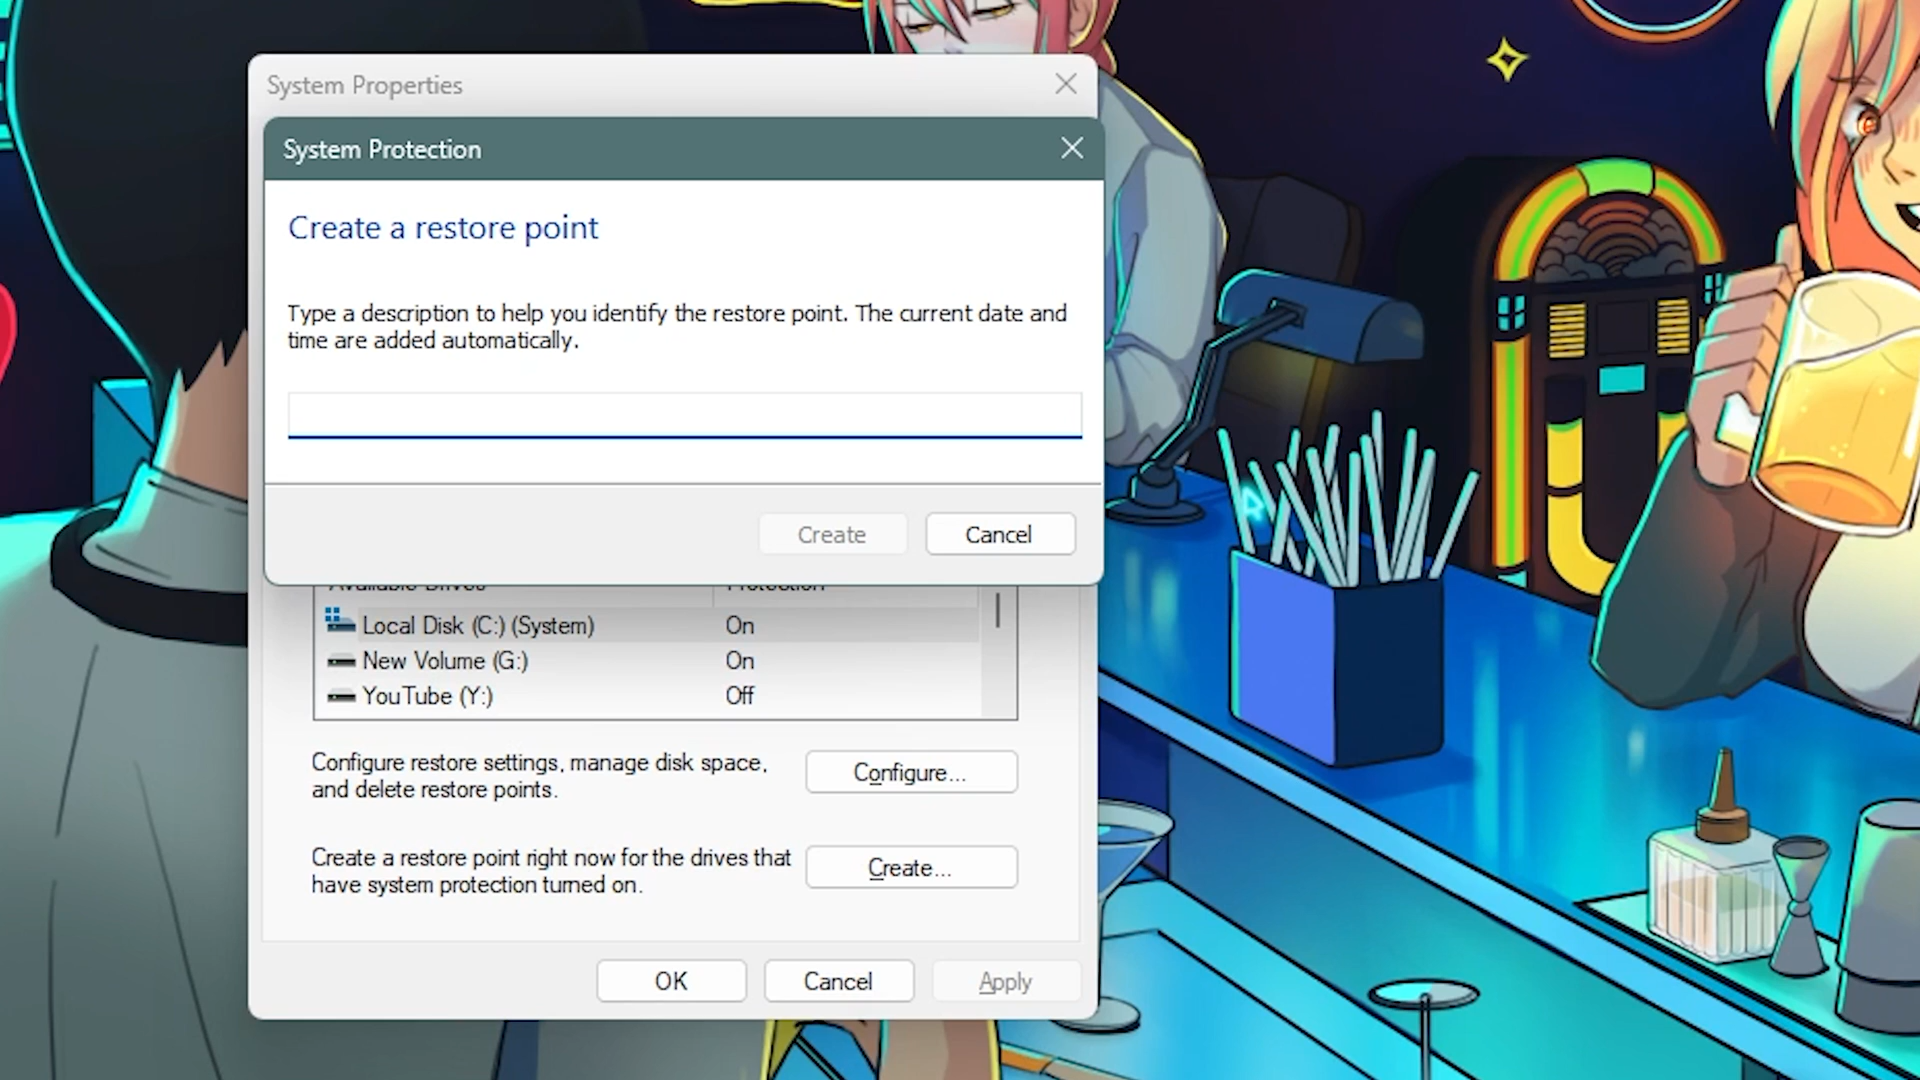 System Properties
System Protection
Create a restore point
Type a description to help you identify the restore point. The current date and
time are added automatically.
Create
Cancel
Available Drives
Protection
Local Disk (C:) (System)
On
New Volume (G:)
On
YouTube (Y:)
Off
Configure restore settings, manage disk space,
and delete restore points.
Configure...
Create a restore point right now for the drives that
have system protection turned on.
Create...
OK
Cancel
Apply